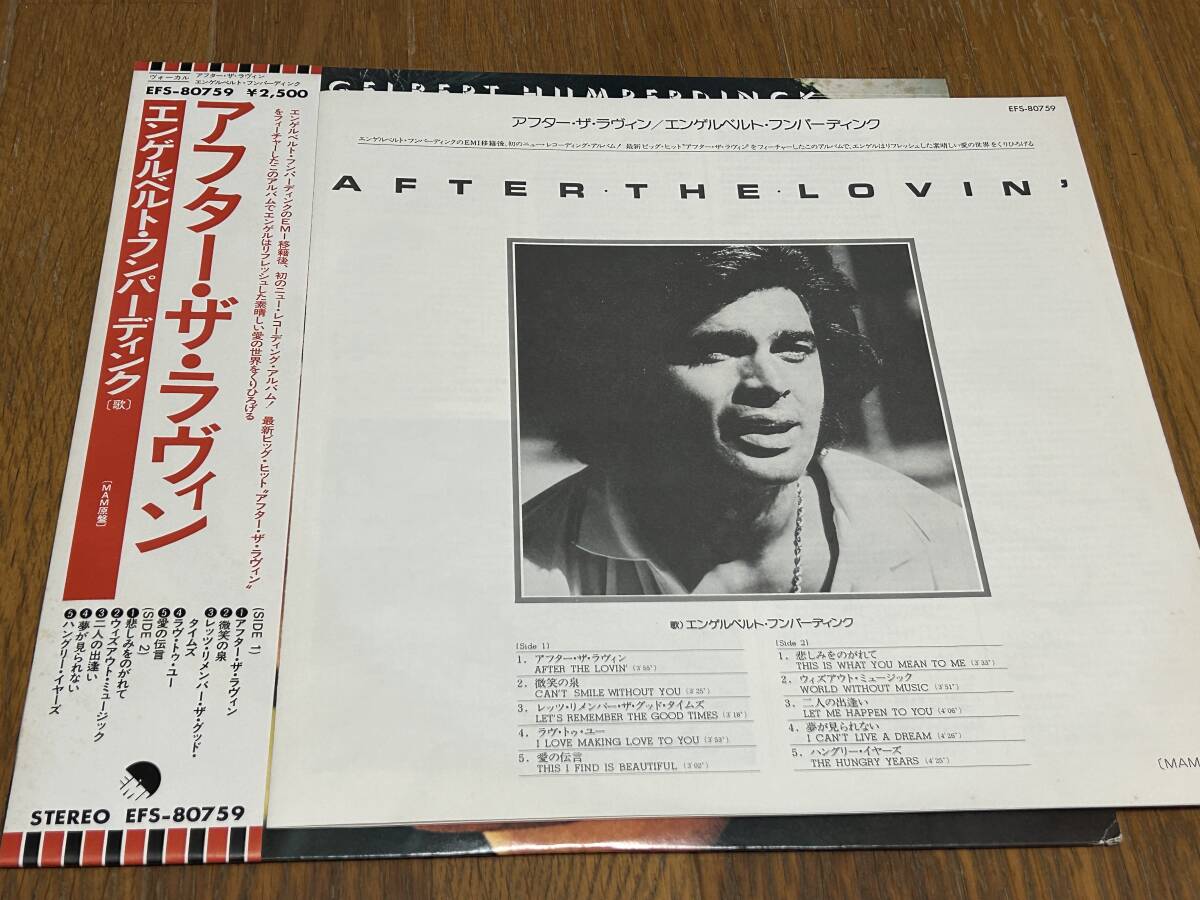 ヴォーカル
アフター・ザ・ラヴィン
エンゲルベルト・フンパーディンク
EFS-80759 ¥2,500
エンゲルベルト・フンパーディンクのEMI移籍後、初のニュー・レコーディング・アルバム! 最新ビッグ・ヒット“アフター・ザ・ラヴィン”
をフィーチャーしたこのアルバムでエンゲルはリフレッシュした素晴しい愛の世界をくりひろげる
アフター・ザ・ラヴィン
エンゲルベルト・フンパーディンク
〔歌〕
〔MAM原盤〕
(SIDE 1)
❶アフター・ザ・ラヴィン
❷微笑の泉
❸レッツ・リメンバー・ザ・グッド・
タイムズ
❹ラヴ・トゥ・ユー
❺愛の伝言
(SIDE 2)
❶悲しみをのがれて
❷ウィズアウト・ミュージック
❸二人の出逢い
❹夢が見られない
❺ハングリー・イヤーズ
STEREO EFS-80759
GELBERT HUMPERDINCK
EFS-80759
アフター・ザ・ラヴィン/エンゲルベルト・フンパーディンク
エンゲルベルト・フンパーディンクのEMI移籍後、初のニュー・レコーディング・アルバム! 最新ビッグ・ヒット“アフター・ザ・ラヴィン”をフィーチャーしたこのアルバムで、エンゲルはリフレッシュした素晴しい愛の世界をくりひろげる
AFTER・THE・LOVIN'
歌)エンゲルベルト・フンパーディンク
(Side 1)
1. アフター・ザ・ラヴィン
AFTER THE LOVIN' (3'55")
2. 微笑の泉
CAN'T SMILE WITHOUT YOU (3'25")
3. レッツ・リメンバー・ザ・グッド・タイムズ
LET'S REMEMBER THE GOOD TIMES (3'18")
4. ラヴ・トゥ・ユー
I LOVE MAKING LOVE TO YOU (3'53")
5. 愛の伝言
THIS I FIND IS BEAUTIFUL (3'02")
(Side 2)
1. 悲しみをのがれて
THIS IS WHAT YOU MEAN TO ME (3'33")
2. ウィズアウト・ミュージック
WORLD WITHOUT MUSIC (3'51")
3. 二人の出逢い
LET ME HAPPEN TO YOU (4'06")
4. 夢が見られない
I CAN'T LIVE A DREAM (4'25")
5. ハングリー・イヤーズ
THE HUNGRY YEARS (4'25")
〔MAM